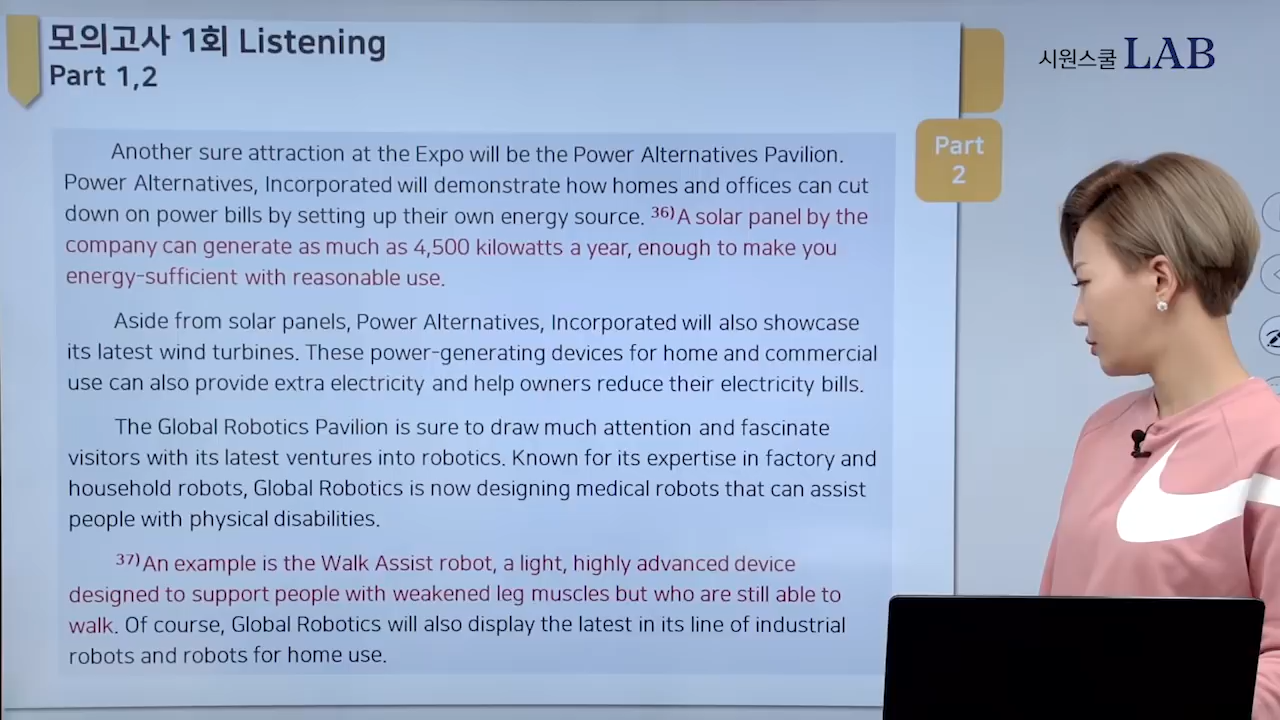 모의고사 1회 Listening
Part 1,2
시원스쿨 LAB
Part
2
Another sure attraction at the Expo will be the Power Alternatives Pavilion.
Power Alternatives, Incorporated will demonstrate how homes and offices can cut
down on power bills by setting up their own energy source. 36)A solar panel by the
company can generate as much as 4,500 kilowatts a year, enough to make you
energy-sufficient with reasonable use.
Aside from solar panels, Power Alternatives, Incorporated will also showcase
its latest wind turbines. These power-generating devices for home and commercial
use can also provide extra electricity and help owners reduce their electricity bills.
The Global Robotics Pavilion is sure to draw much attention and fascinate
visitors with its latest ventures into robotics. Known for its expertise in factory and
household robots, Global Robotics is now designing medical robots that can assist
people with physical disabilities.
37)An example is the Walk Assist robot, a light, highly advanced device
designed to support people with weakened leg muscles but who are still able to
walk. Of course, Global Robotics will also display the latest in its line of industrial
robots and robots for home use.